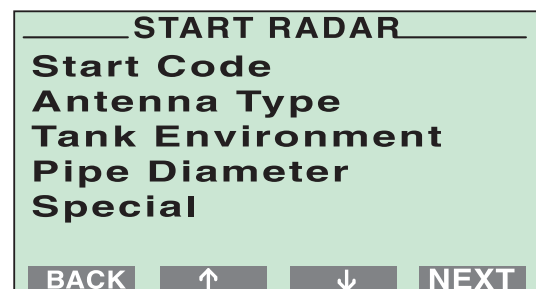 START RADAR
Start Code
Antenna Type
Tank Environment
Pipe Diameter
Special
BACK ↑ ↓ NEXT